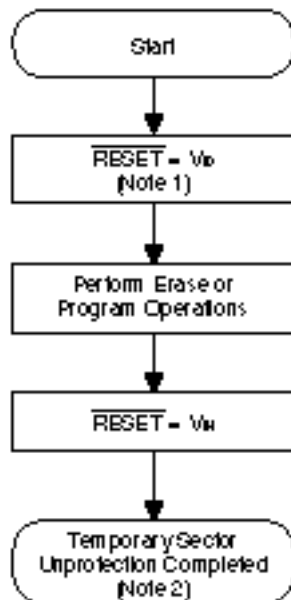 Start
RESET = VID
(Note 1)
Perform Erase or
Program Operations
RESET = VIH
Temporary Sector
Unprotection Completed
(Note 2)